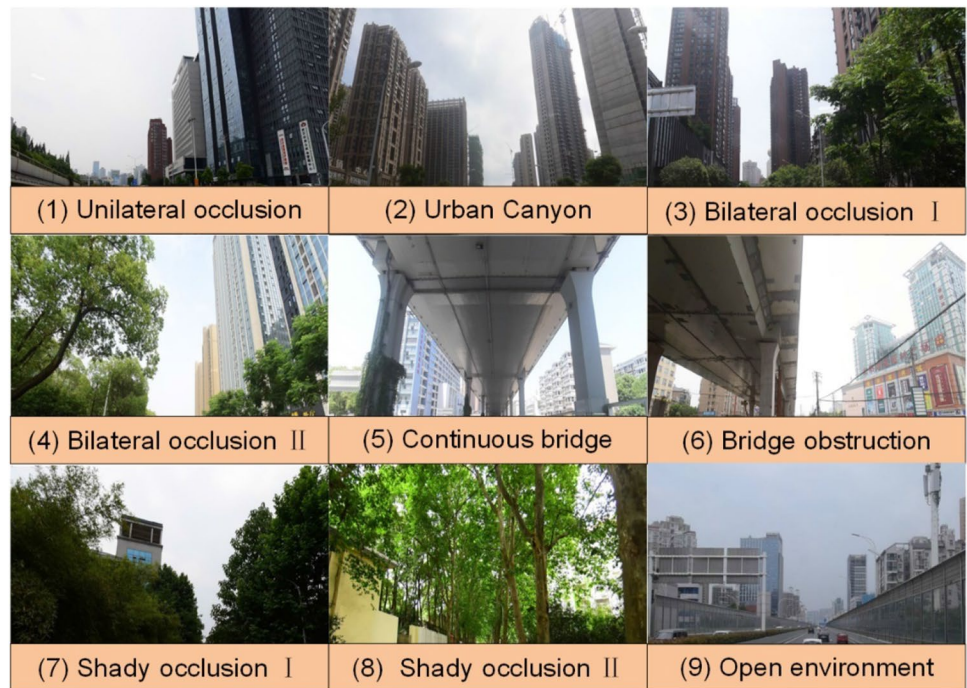 (1) Unilateral occlusion
(2) Urban Canyon
(3) Bilateral occlusion Ⅰ
(4) Bilateral occlusion Ⅱ
(5) Continuous bridge
(6) Bridge obstruction
(7) Shady occlusion Ⅰ
(8) Shady occlusion Ⅱ
(9) Open environment